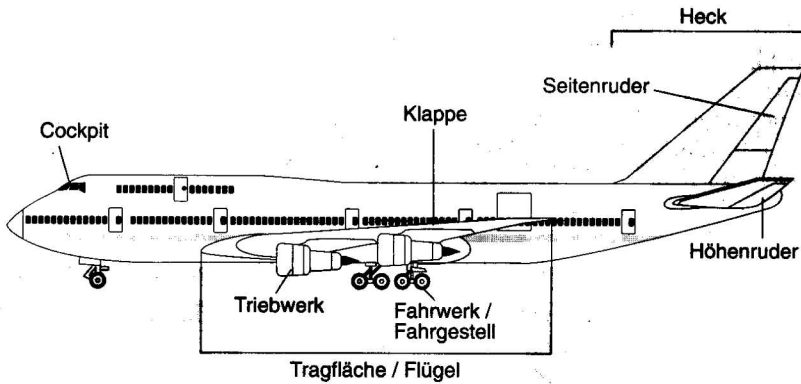 Heck
Seitenruder
Klappe
Cockpit
Höhenruder
Triebwerk
Fahrwerk /
Fahrgestell
Tragfläche / Flügel